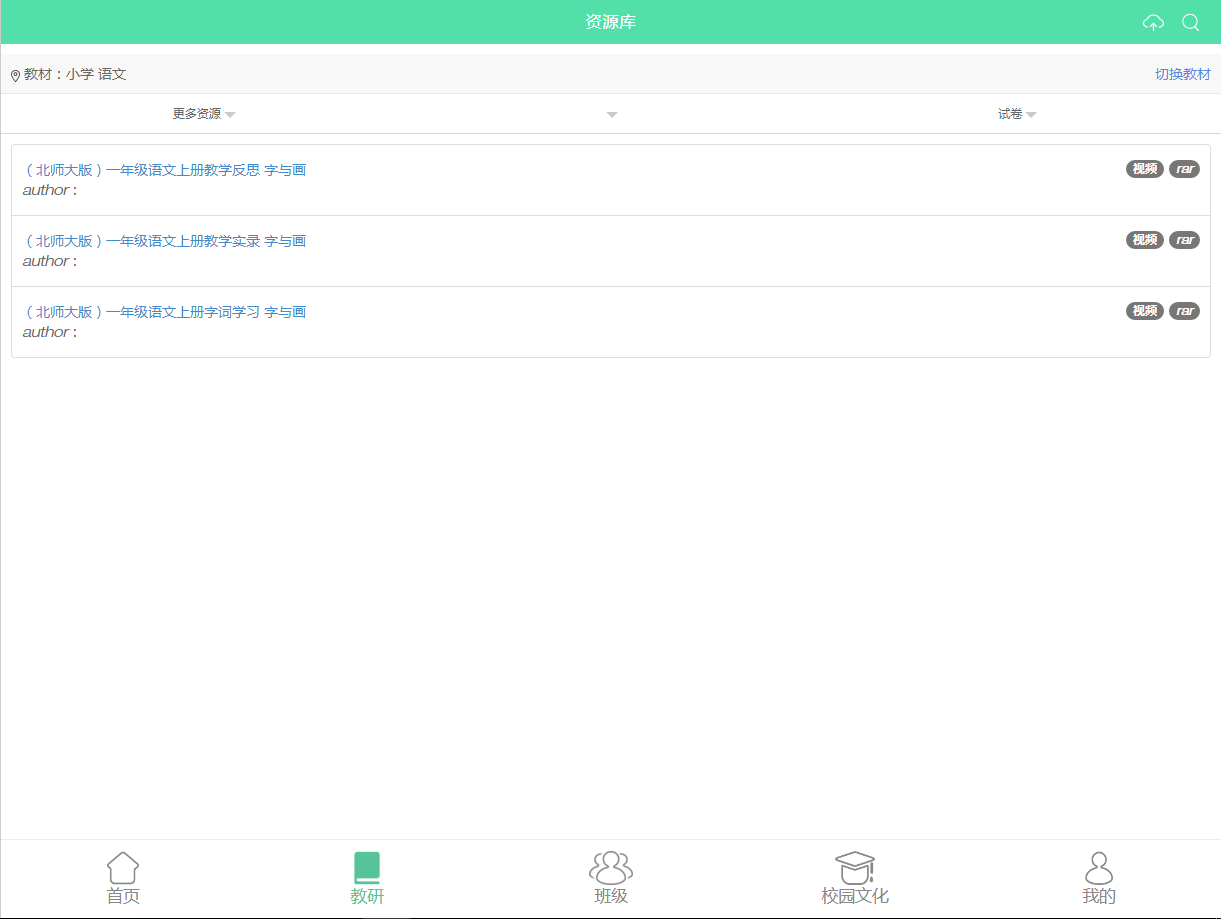 资源库
教材：小学 语文 切换教材
更多资源 试卷
（北师大版）一年级语文上册教学反思 字与画 视频 rar
author :
（北师大版）一年级语文上册教学实录 字与画 视频 rar
author :
（北师大版）一年级语文上册字词学习 字与画 视频 rar
author :
首页 教研 班级 校园文化 我的